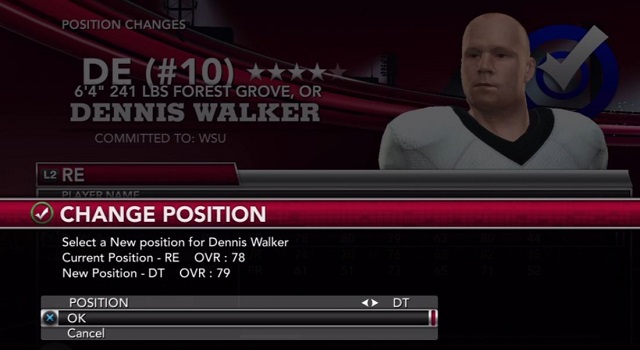 POSITION CHANGES
DE (#10)
6'4" 241 LBS FOREST GROVE, OR
DENNIS WALKER
COMMITTED TO: WSU
L2 RE
PLAYER NAME
CHANGE POSITION
Select a New position for Dennis Walker
Current Position - RE OVR : 78
New Position - DT OVR : 79
POSITION DT
OK
Cancel